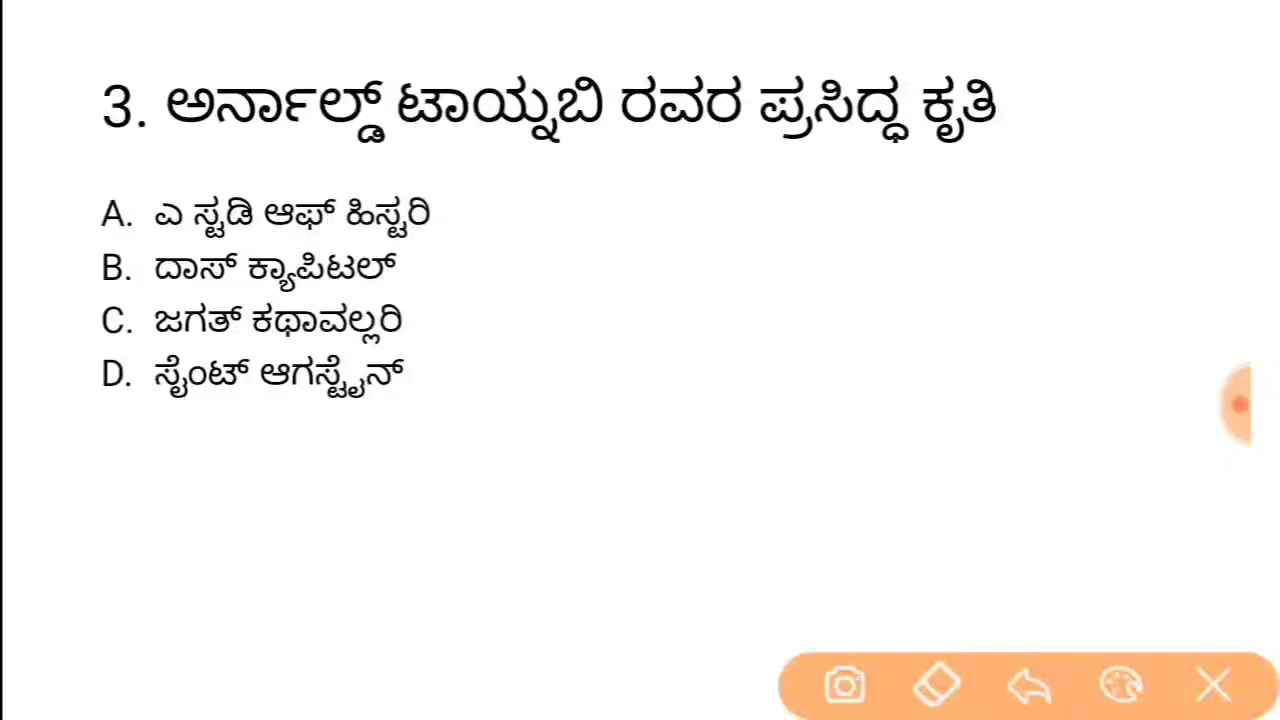 3. ಅರ್ನಾಲ್ಡ್ ಟಾಯ್ನಬಿ ರವರ ಪ್ರಸಿದ್ಧ ಕೃತಿ
A. ಎ ಸ್ಟಡಿ ಆಫ್ ಹಿಸ್ಟರಿ
B. ದಾಸ್ ಕ್ಯಾಪಿಟಲ್
C. ಜಗತ್ ಕಥಾವಲ್ಲರಿ
D. ಸೈಂಟ್ ಆಗಸ್ಟೈನ್